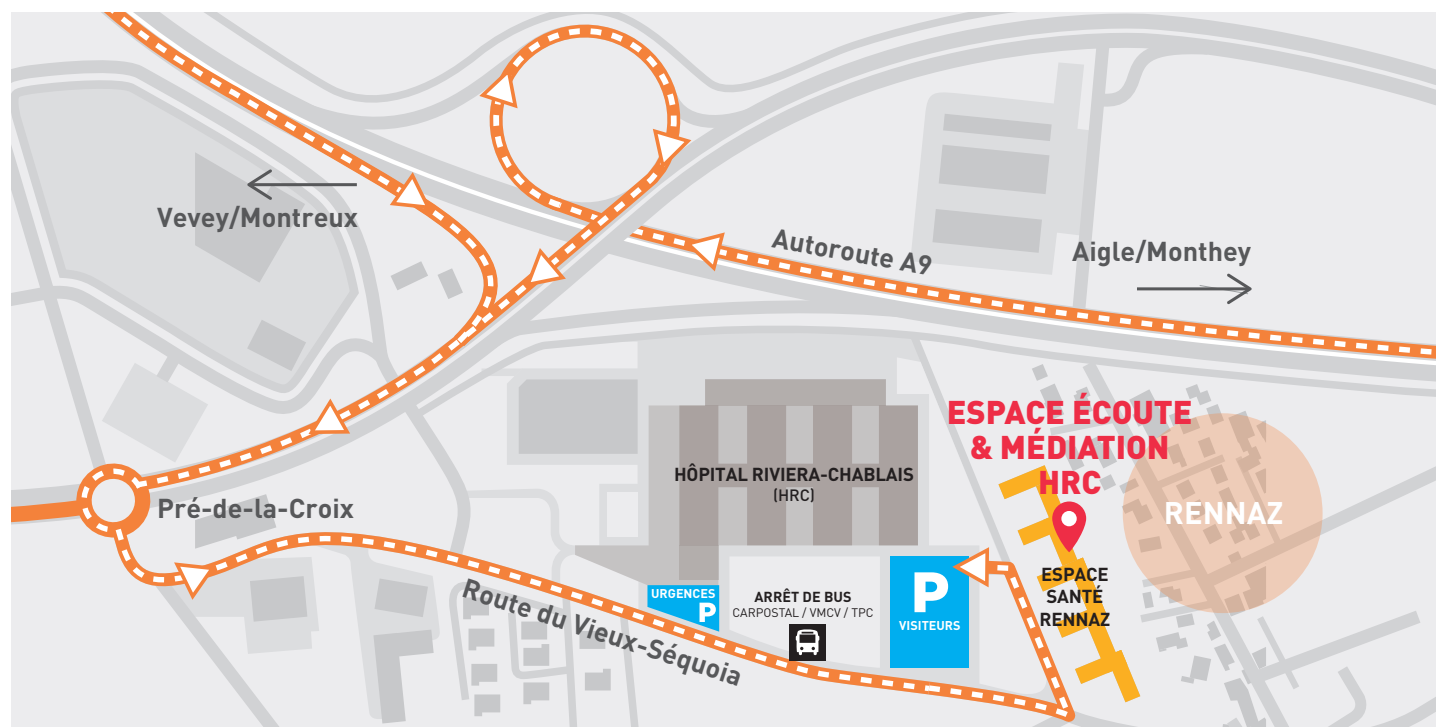 Vevey/Montreux
Autoroute A9
Aigle/Monthey
ESPACE ÉCOUTE
& MÉDIATION
HRC
HÔPITAL RIVIERA-CHABLAIS
(HRC)
Pré-de-la-Croix
RENNAZ
ESPACE
SANTÉ
RENNAZ
URGENCES
P
ARRÊT DE BUS
CARPOSTAL / VMCV / TPC
P
VISITEURS
Route du Vieux-Séquoia